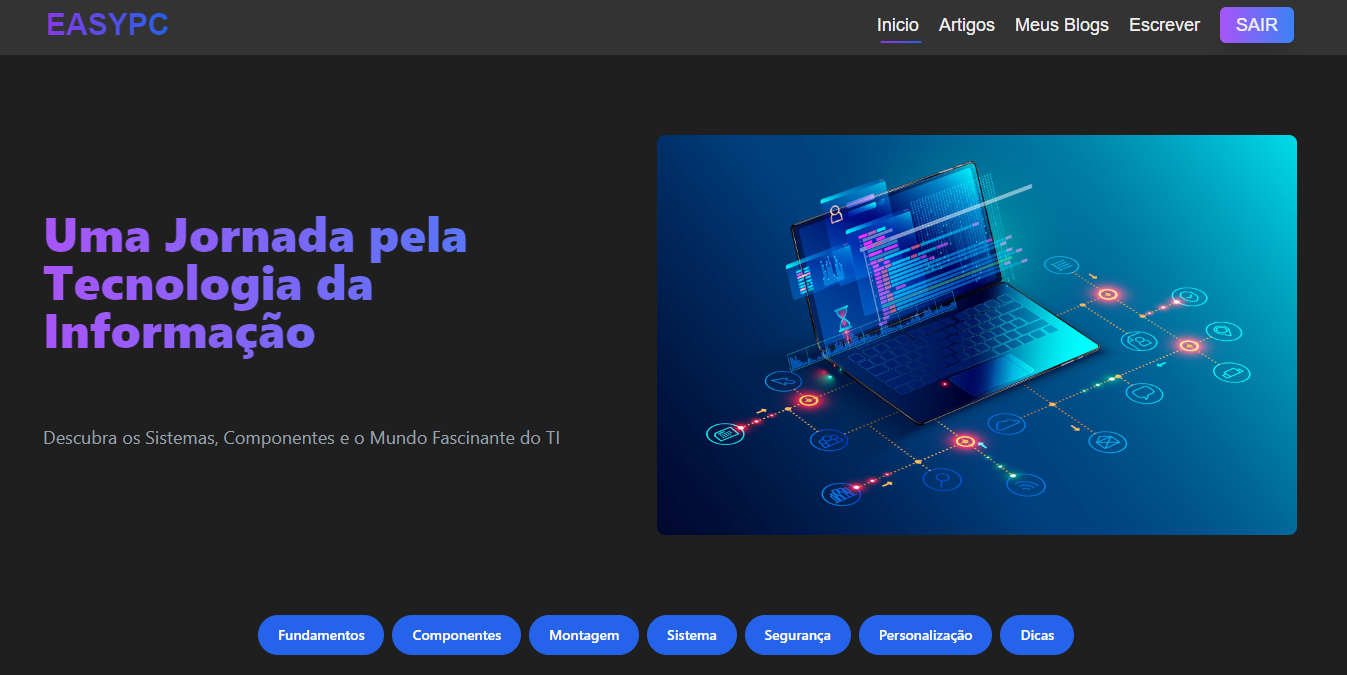 EASYPC
Inicio Artigos Meus Blogs Escrever SAIR
Uma Jornada pela
Tecnologia da
Informação
Descubra os Sistemas, Componentes e o Mundo Fascinante do TI
Fundamentos Componentes Montagem Sistema Segurança Personalização Dicas